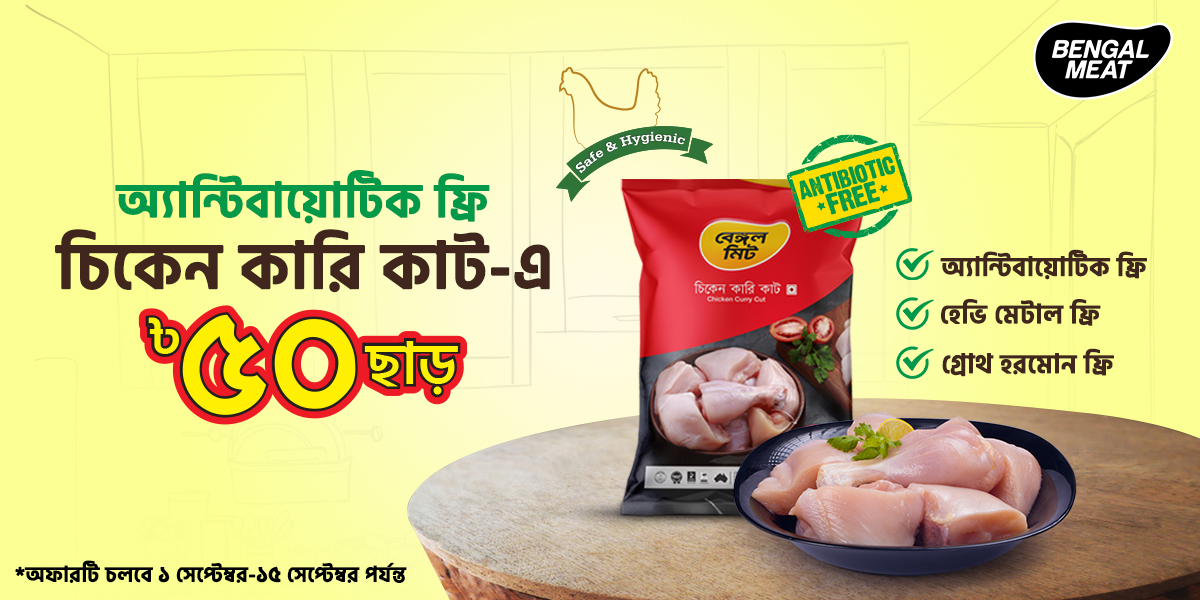 BENGAL
MEAT
Safe & Hygienic
ANTIBIOTIC
FREE
অ্যান্টিবায়োটিক ফ্রি
চিকেন কারি কাট-এ
৳৫০ ছাড়
বেঙ্গল
মিট
চিকেন কারি কাট
Chicken Curry Cut
অ্যান্টিবায়োটিক ফ্রি
হেভি মেটাল ফ্রি
গ্রোথ হরমোন ফ্রি
*অফারটি চলবে ১ সেপ্টেম্বর-১৫ সেপ্টেম্বর পর্যন্ত